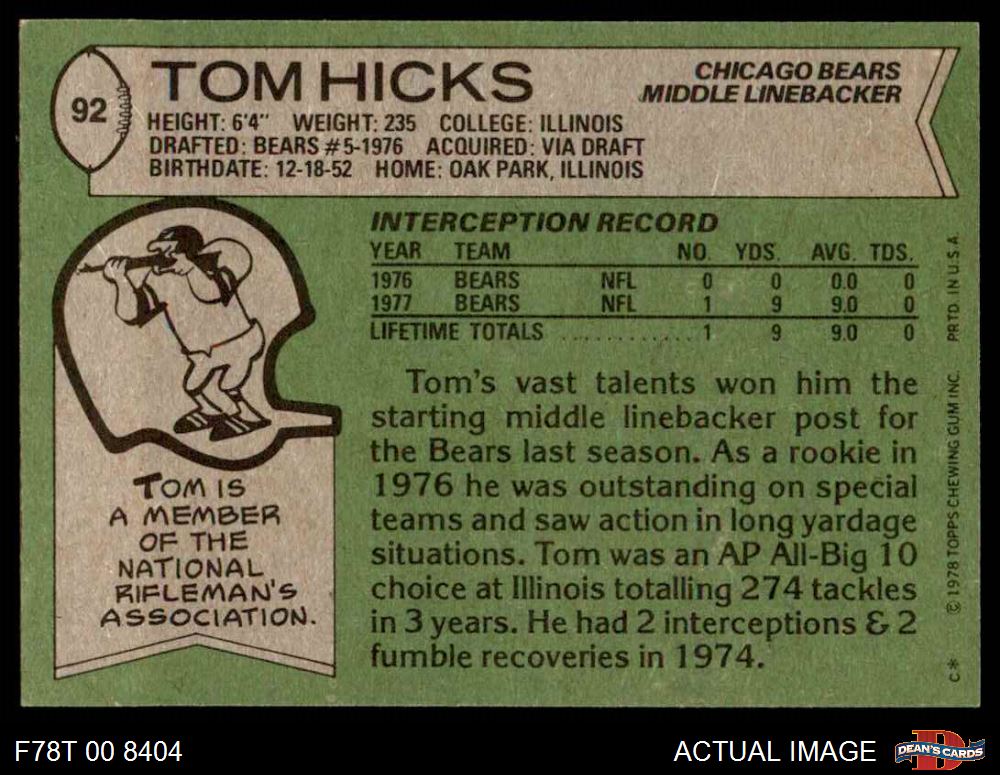 92
TOM HICKS
CHICAGO BEARS
MIDDLE LINEBACKER
HEIGHT: 6'4" WEIGHT: 235 COLLEGE: ILLINOIS
DRAFTED: BEARS #5-1976 ACQUIRED: VIA DRAFT
BIRTHDATE: 12-18-52 HOME: OAK PARK, ILLINOIS
INTERCEPTION RECORD
YEAR TEAM NO. YDS. AVG. TDS.
1976 BEARS NFL 0 0 0.0 0
1977 BEARS NFL 1 9 9.0 0
LIFETIME TOTALS ............ 1 9 9.0 0
Tom's vast talents won him the
starting middle linebacker post for
the Bears last season. As a rookie in
1976 he was outstanding on special
teams and saw action in long yardage
situations. Tom was an AP All-Big 10
choice at Illinois totalling 274 tackles
in 3 years. He had 2 interceptions & 2
fumble recoveries in 1974.
TOM IS
A MEMBER
OF THE
NATIONAL
RIFLEMAN'S
ASSOCIATION.
C* © 1978 TOPPS CHEWING GUM INC. PRTD. IN U.S.A.
F78T 00 8404
ACTUAL IMAGE
D
DEAN'S CARDS